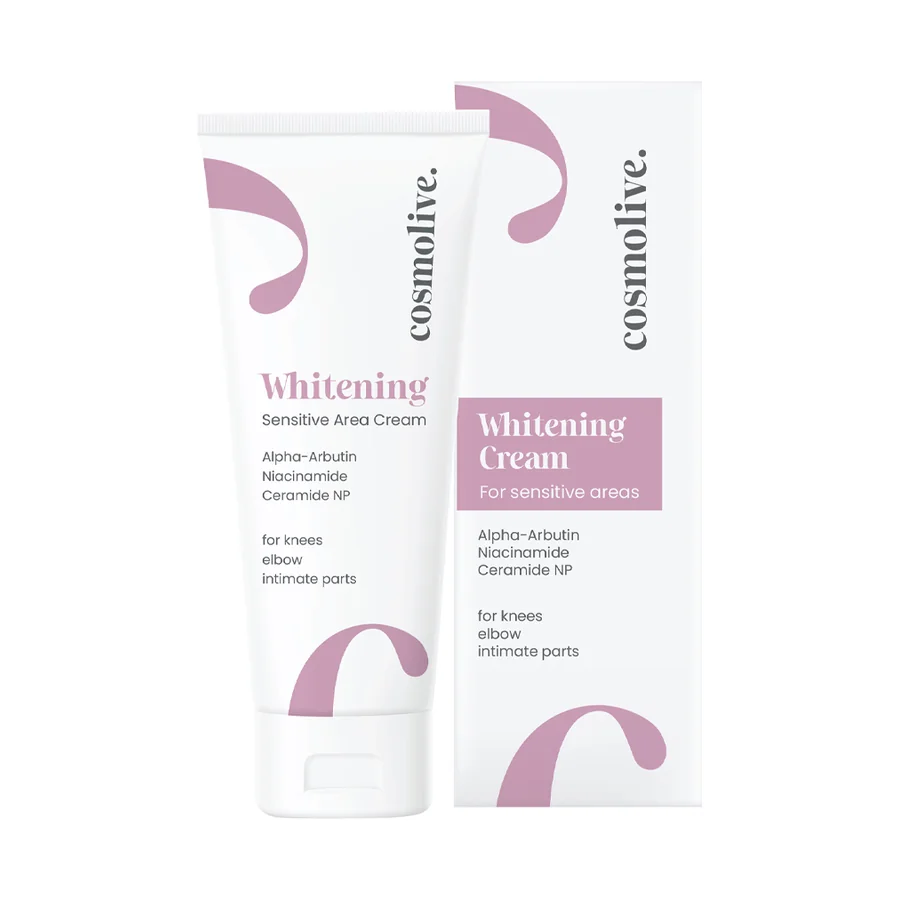 cosmolive.
Whitening
Sensitive Area Cream
Alpha-Arbutin
Niacinamide
Ceramide NP
for knees
elbow
intimate parts
cosmolive.
Whitening
Cream
For sensitive areas
Alpha-Arbutin
Niacinamide
Ceramide NP
for knees
elbow
intimate parts